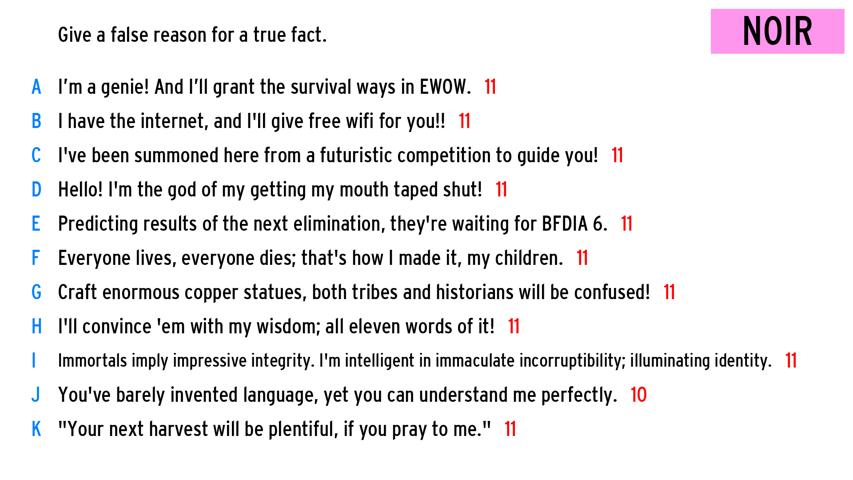 Give a false reason for a true fact.
NOIR
A I'm a genie! And I'll grant the survival ways in EWOW. 11
B I have the internet, and I'll give free wifi for you!! 11
C I've been summoned here from a futuristic competition to guide you! 11
D Hello! I'm the god of my getting my mouth taped shut! 11
E Predicting results of the next elimination, they're waiting for BFDIA 6. 11
F Everyone lives, everyone dies; that's how I made it, my children. 11
G Craft enormous copper statues, both tribes and historians will be confused! 11
H I'll convince 'em with my wisdom; all eleven words of it! 11
I Immortals imply impressive integrity. I'm intelligent in immaculate incorruptibility; illuminating identity. 11
J You've barely invented language, yet you can understand me perfectly. 10
K "Your next harvest will be plentiful, if you pray to me." 11